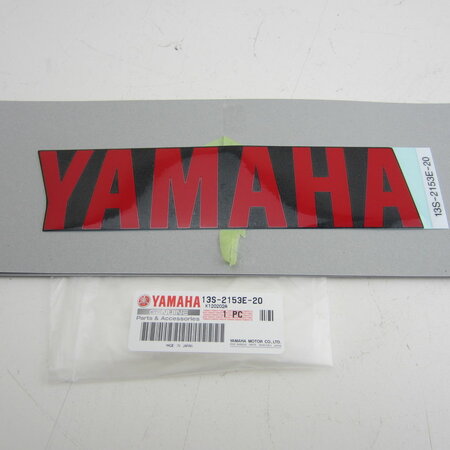 YAMAHA
13S-2153E-20
YAMAHA 13S-2153E-20
GENUINE
Parts & Accessories
1 PC
MADE IN JAPAN
YAMAHA MOTOR CO.,LTD.